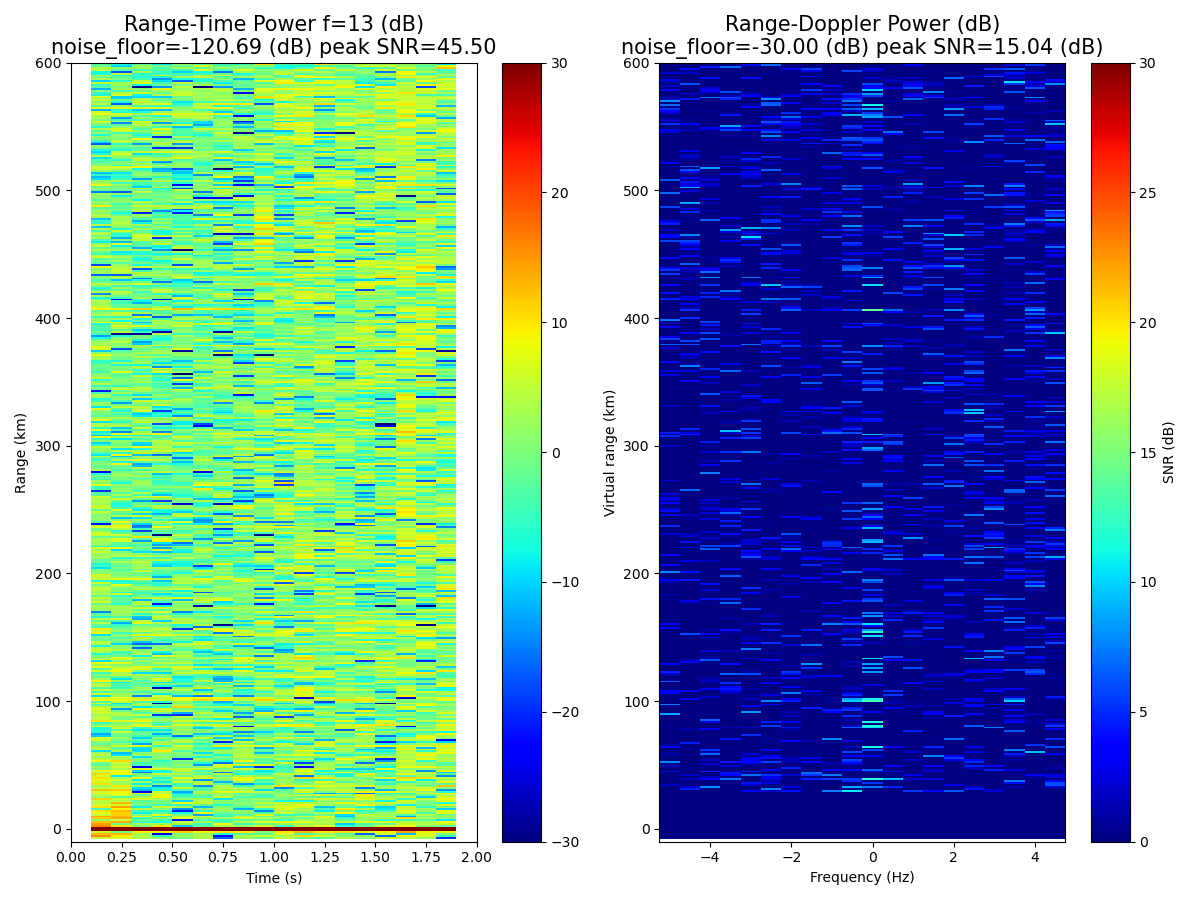 Range-Time Power f=13 (dB)
noise_floor=-120.69 (dB) peak SNR=45.50
Range-Doppler Power (dB)
noise_floor=-30.00 (dB) peak SNR=15.04 (dB)
600
500
400
300
200
100
0
Range (km)
0.00 0.25 0.50 0.75 1.00 1.25 1.50 1.75 2.00
Time (s)
30
20
10
0
−10
−20
−30
600
500
400
300
200
100
0
Virtual range (km)
−4 −2 0 2 4
Frequency (Hz)
30
25
20
15
10
5
0
SNR (dB)